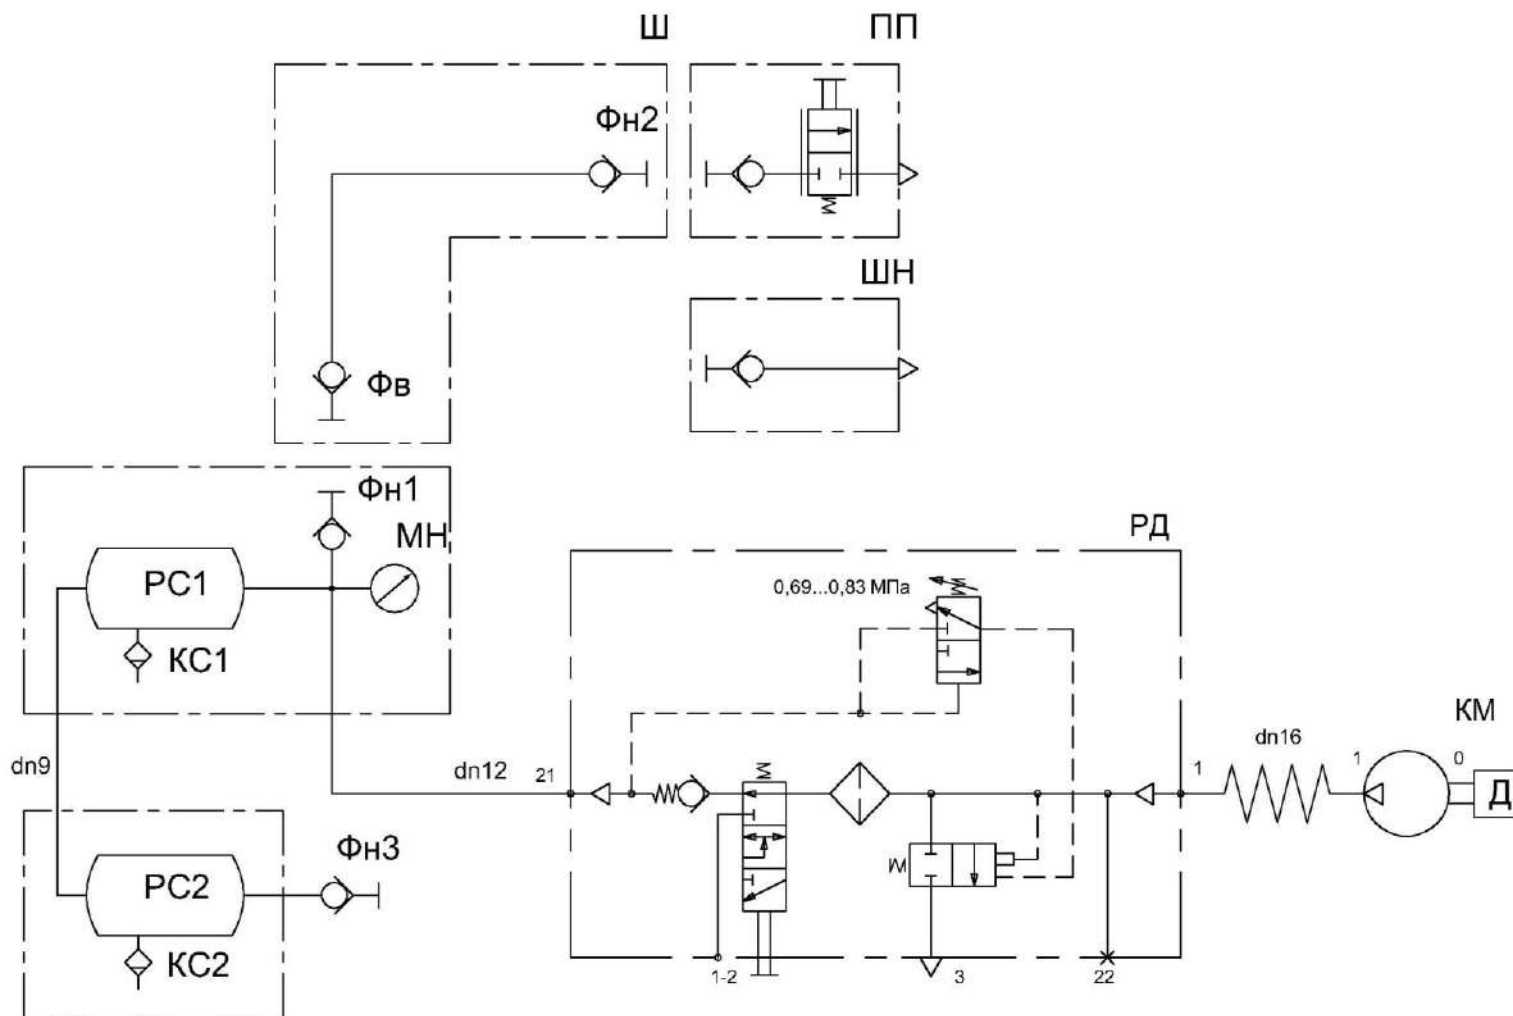 Ш
ПП
Фн2
ШН
Фв
Фн1
МН
РС1
КС1
РД
0,69...0,83 МПа
КМ
dn9
dn12
21
1
dn16
1
0
Д
Фн3
РС2
КС2
1-2
3
22